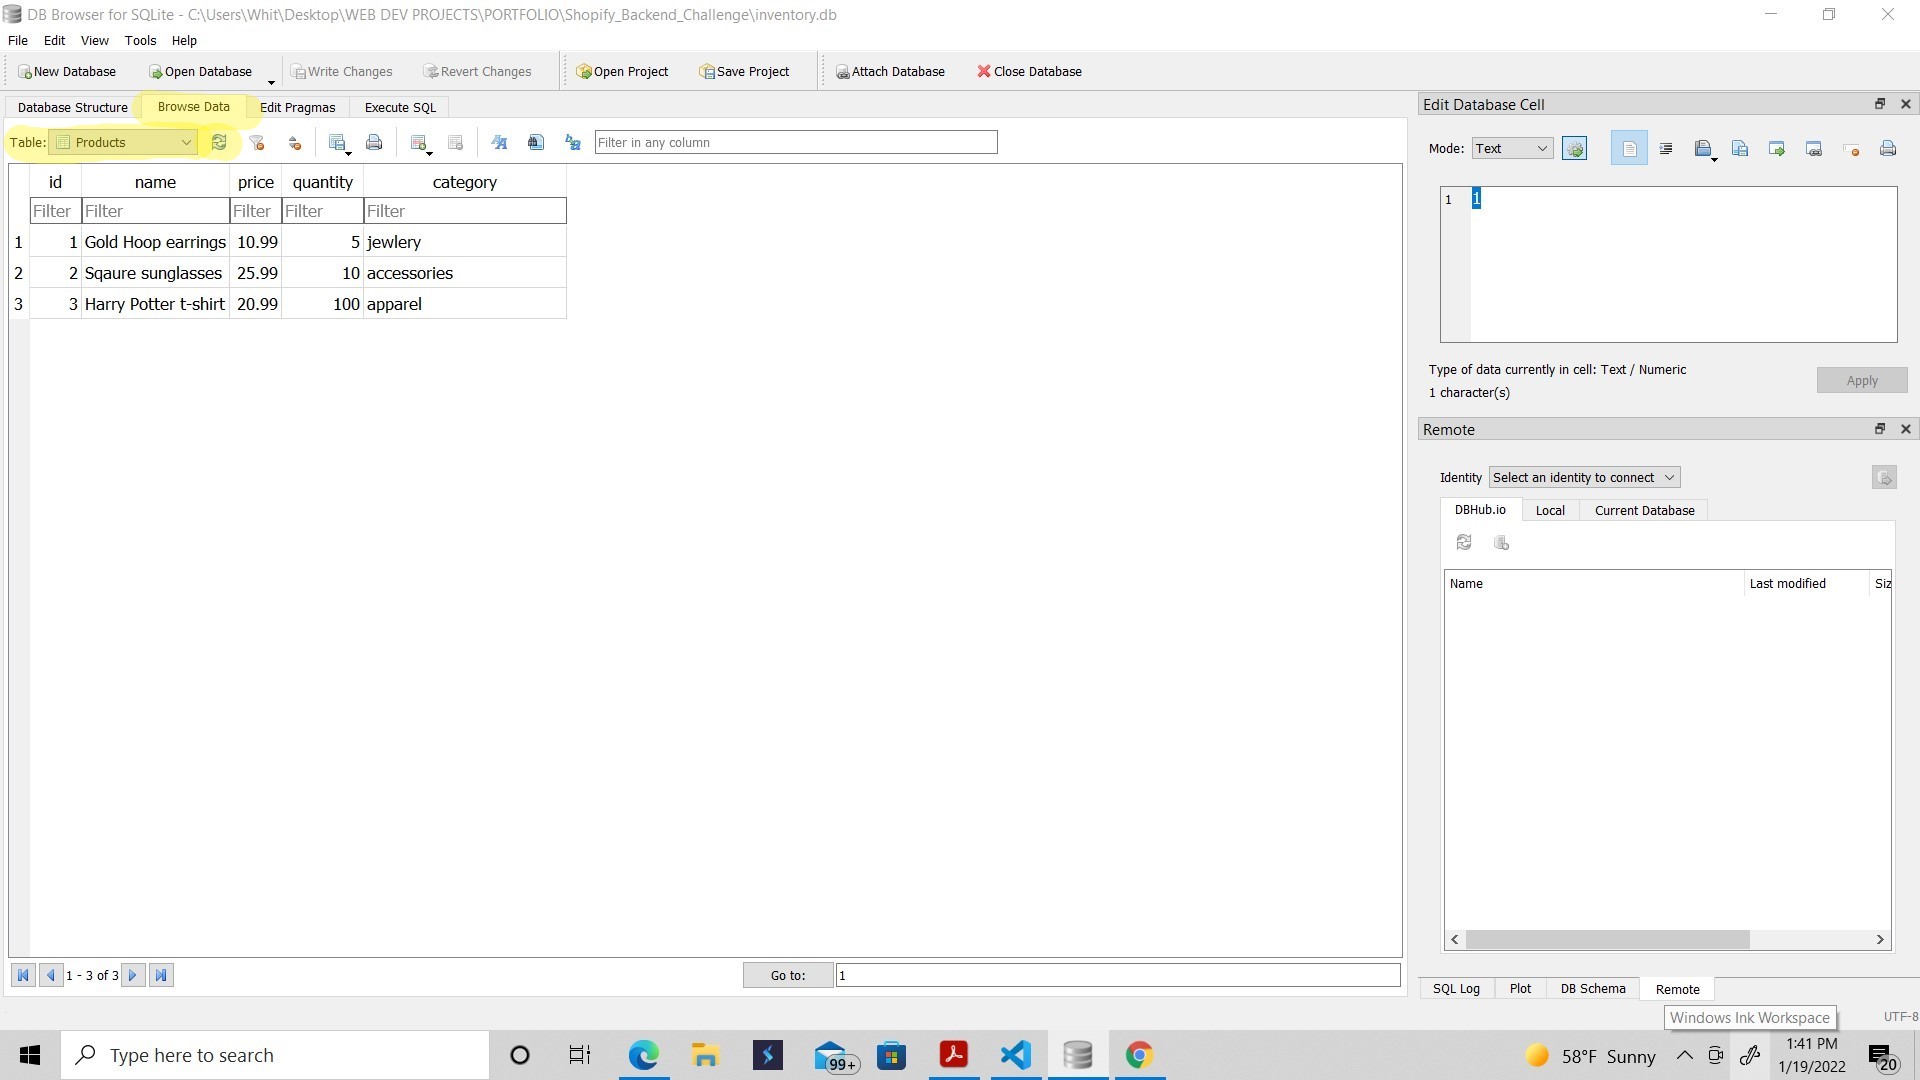 DB Browser for SQLite - C:\Users\Whit\Desktop\WEB DEV PROJECTS\PORTFOLIO\Shopify_Backend_Challenge\inventory.db
File Edit View Tools Help
New Database Open Database Write Changes Revert Changes Open Project Save Project Attach Database Close Database
Database Structure Browse Data Edit Pragmas Execute SQL
Table: Products Filter in any column
id name price quantity category
Filter Filter Filter Filter Filter
1 1 Gold Hoop earrings 10.99 5 jewlery
2 2 Sqaure sunglasses 25.99 10 accessories
3 3 Harry Potter t-shirt 20.99 100 apparel
1 - 3 of 3 Go to: 1
Edit Database Cell
Mode: Text
1 1
Type of data currently in cell: Text / Numeric
1 character(s)
Apply
Remote
Identity Select an identity to connect
DBHub.io Local Current Database
Name Last modified Siz
SQL Log Plot DB Schema Remote
Windows Ink Workspace
UTF-8
Type here to search
99+
58°F Sunny
1:41 PM
1/19/2022
20